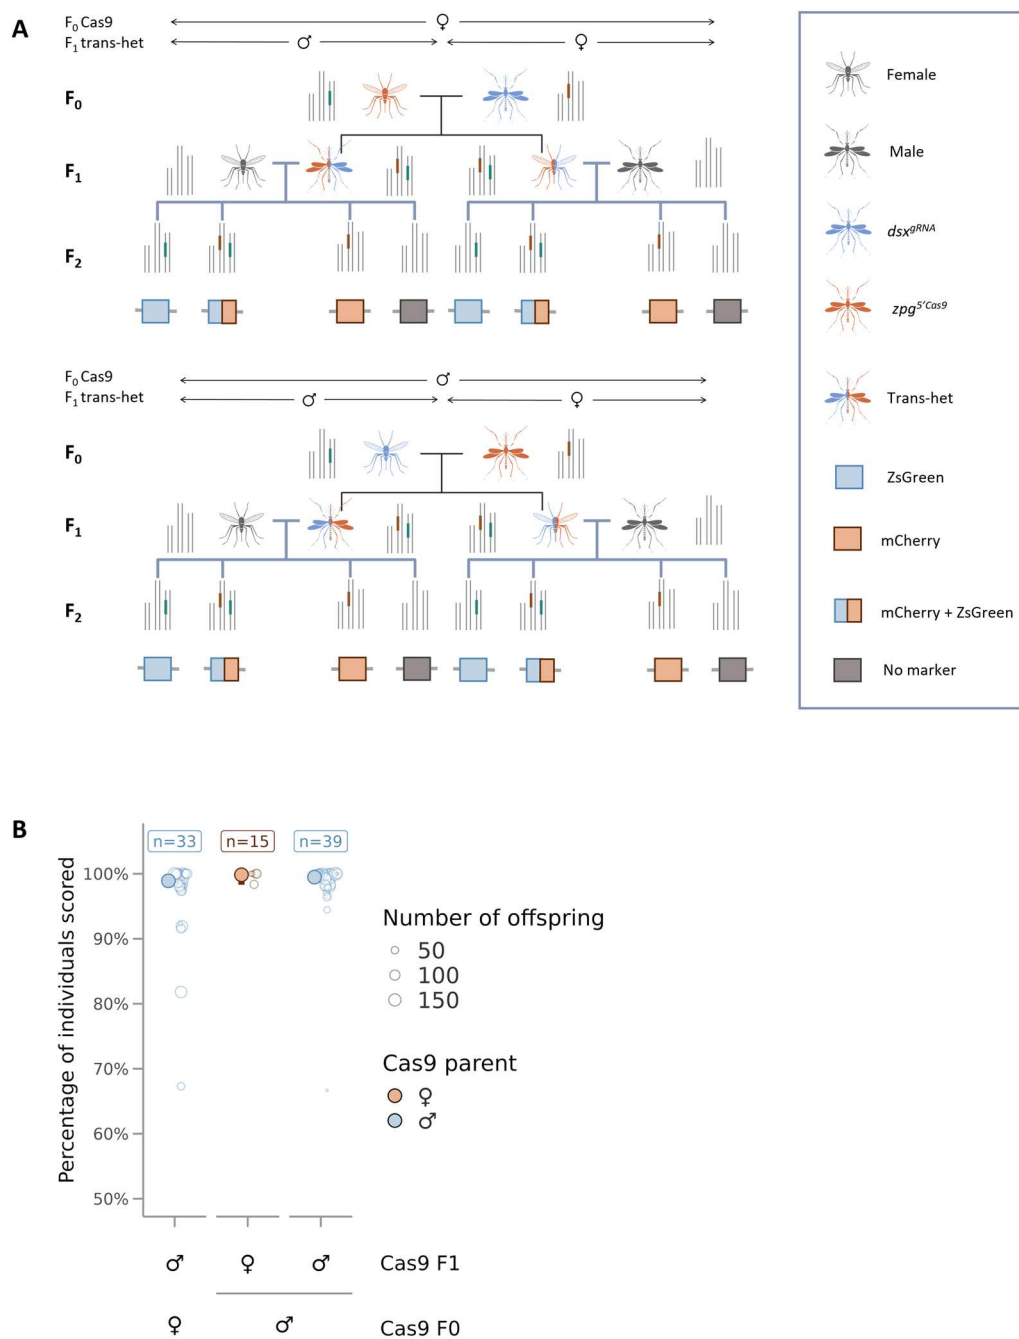 A
F₀ Cas9 ♀
F₁ trans-het ♂ ♀
F₀
F₁
F₂
F₀ Cas9 ♂
F₁ trans-het ♂ ♀
F₀
F₁
F₂
Female
Male
dsxᵍᴿᴺᴬ
zpg⁵'ᶜᵃˢ⁹
Trans-het
ZsGreen
mCherry
mCherry + ZsGreen
No marker
B
n=33 n=15 n=39
Percentage of individuals scored
100%
90%
80%
70%
60%
50%
Number of offspring
50
100
150
Cas9 parent
♀
♂
♂ ♀ ♂ Cas9 F1
♀ ♂ Cas9 F0